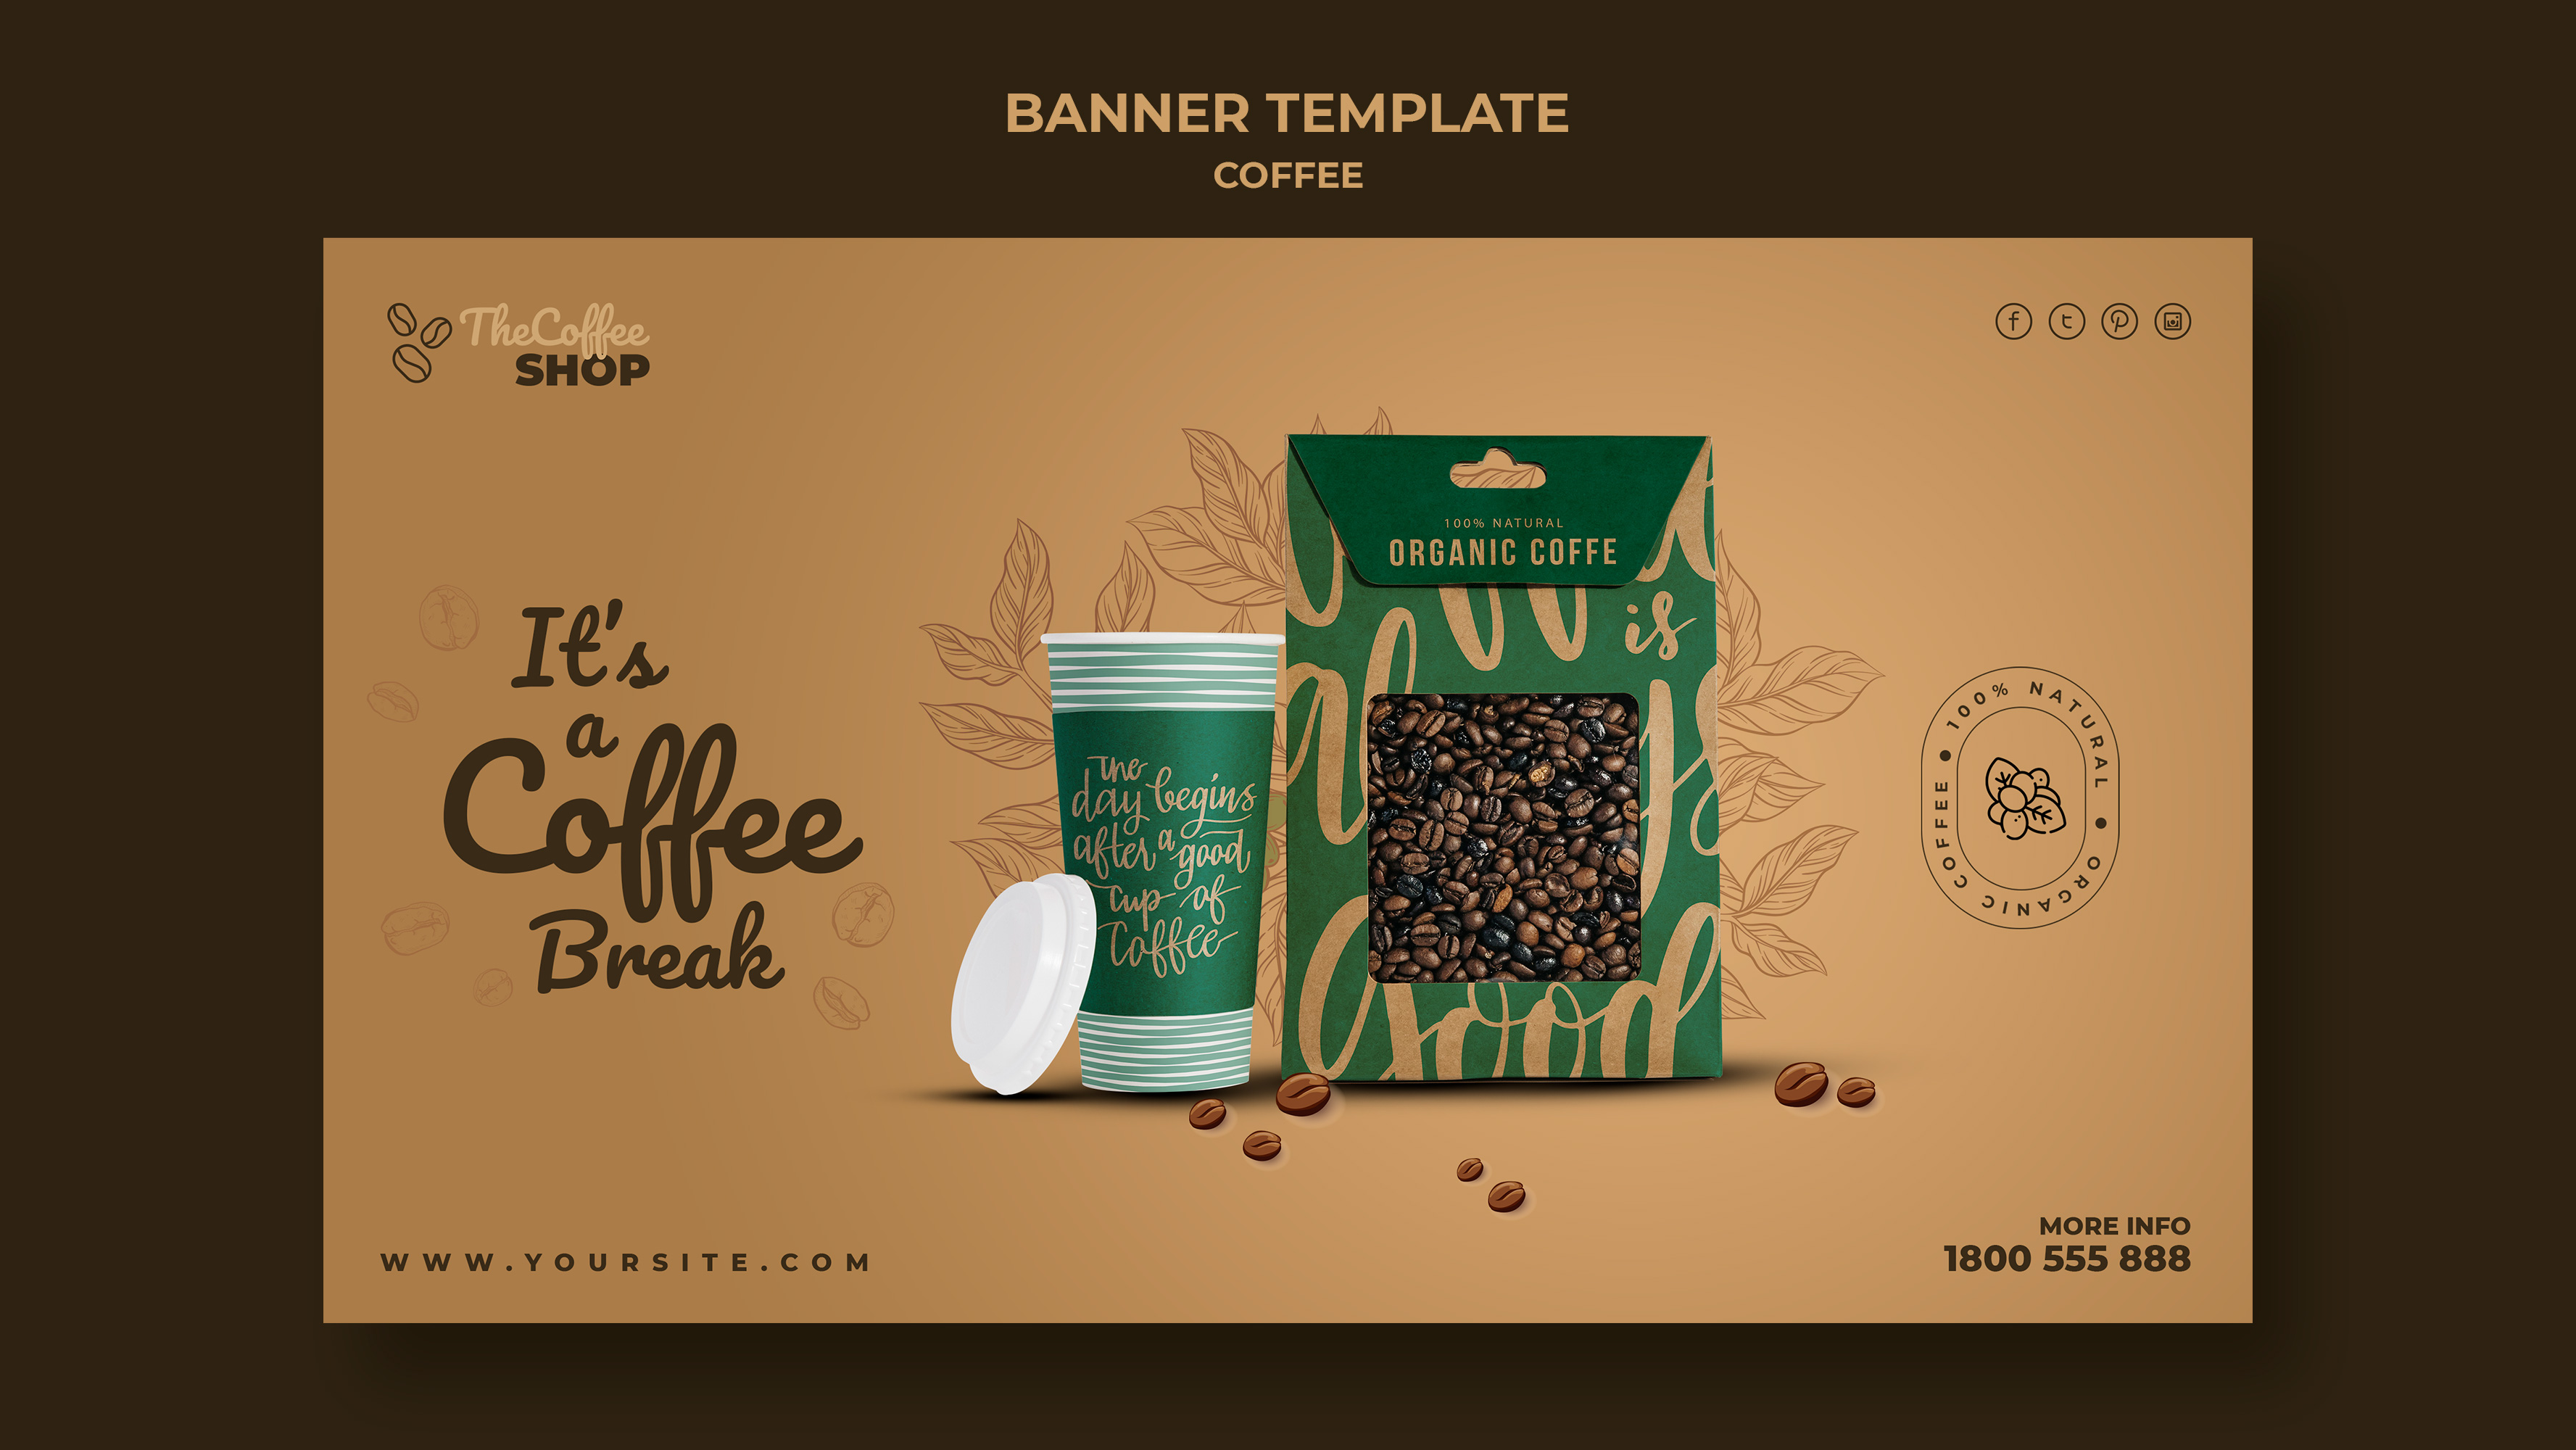 BANNER TEMPLATE
COFFEE
TheCoffee
SHOP
It's
a
Coffee
Break
the
day begins
after a good
cup of
Coffee
100% NATURAL
ORGANIC COFFE
is
Good
100% NATURAL • ORGANIC COFFEE •
WWW.YOURSITE.COM
MORE INFO
1800 555 888